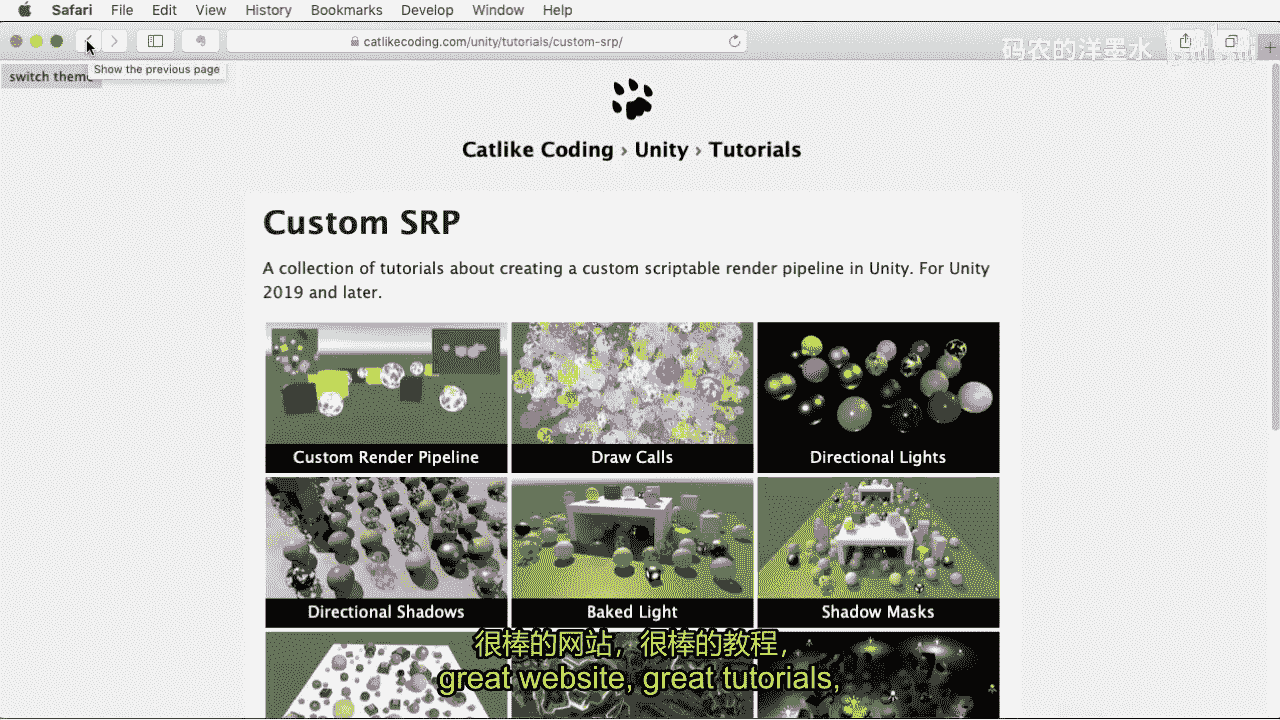 Safari File Edit View History Bookmarks Develop Window Help
catlikecoding.com/unity/tutorials/custom-srp/
码农的洋墨水
switch theme
Show the previous page
Catlike Coding › Unity › Tutorials
Custom SRP
A collection of tutorials about creating a custom scriptable render pipeline in Unity. For Unity
2019 and later.
Custom Render Pipeline
Draw Calls
Directional Lights
Directional Shadows
Baked Light
Shadow Masks
很棒的网站，很棒的教程，
great website, great tutorials,